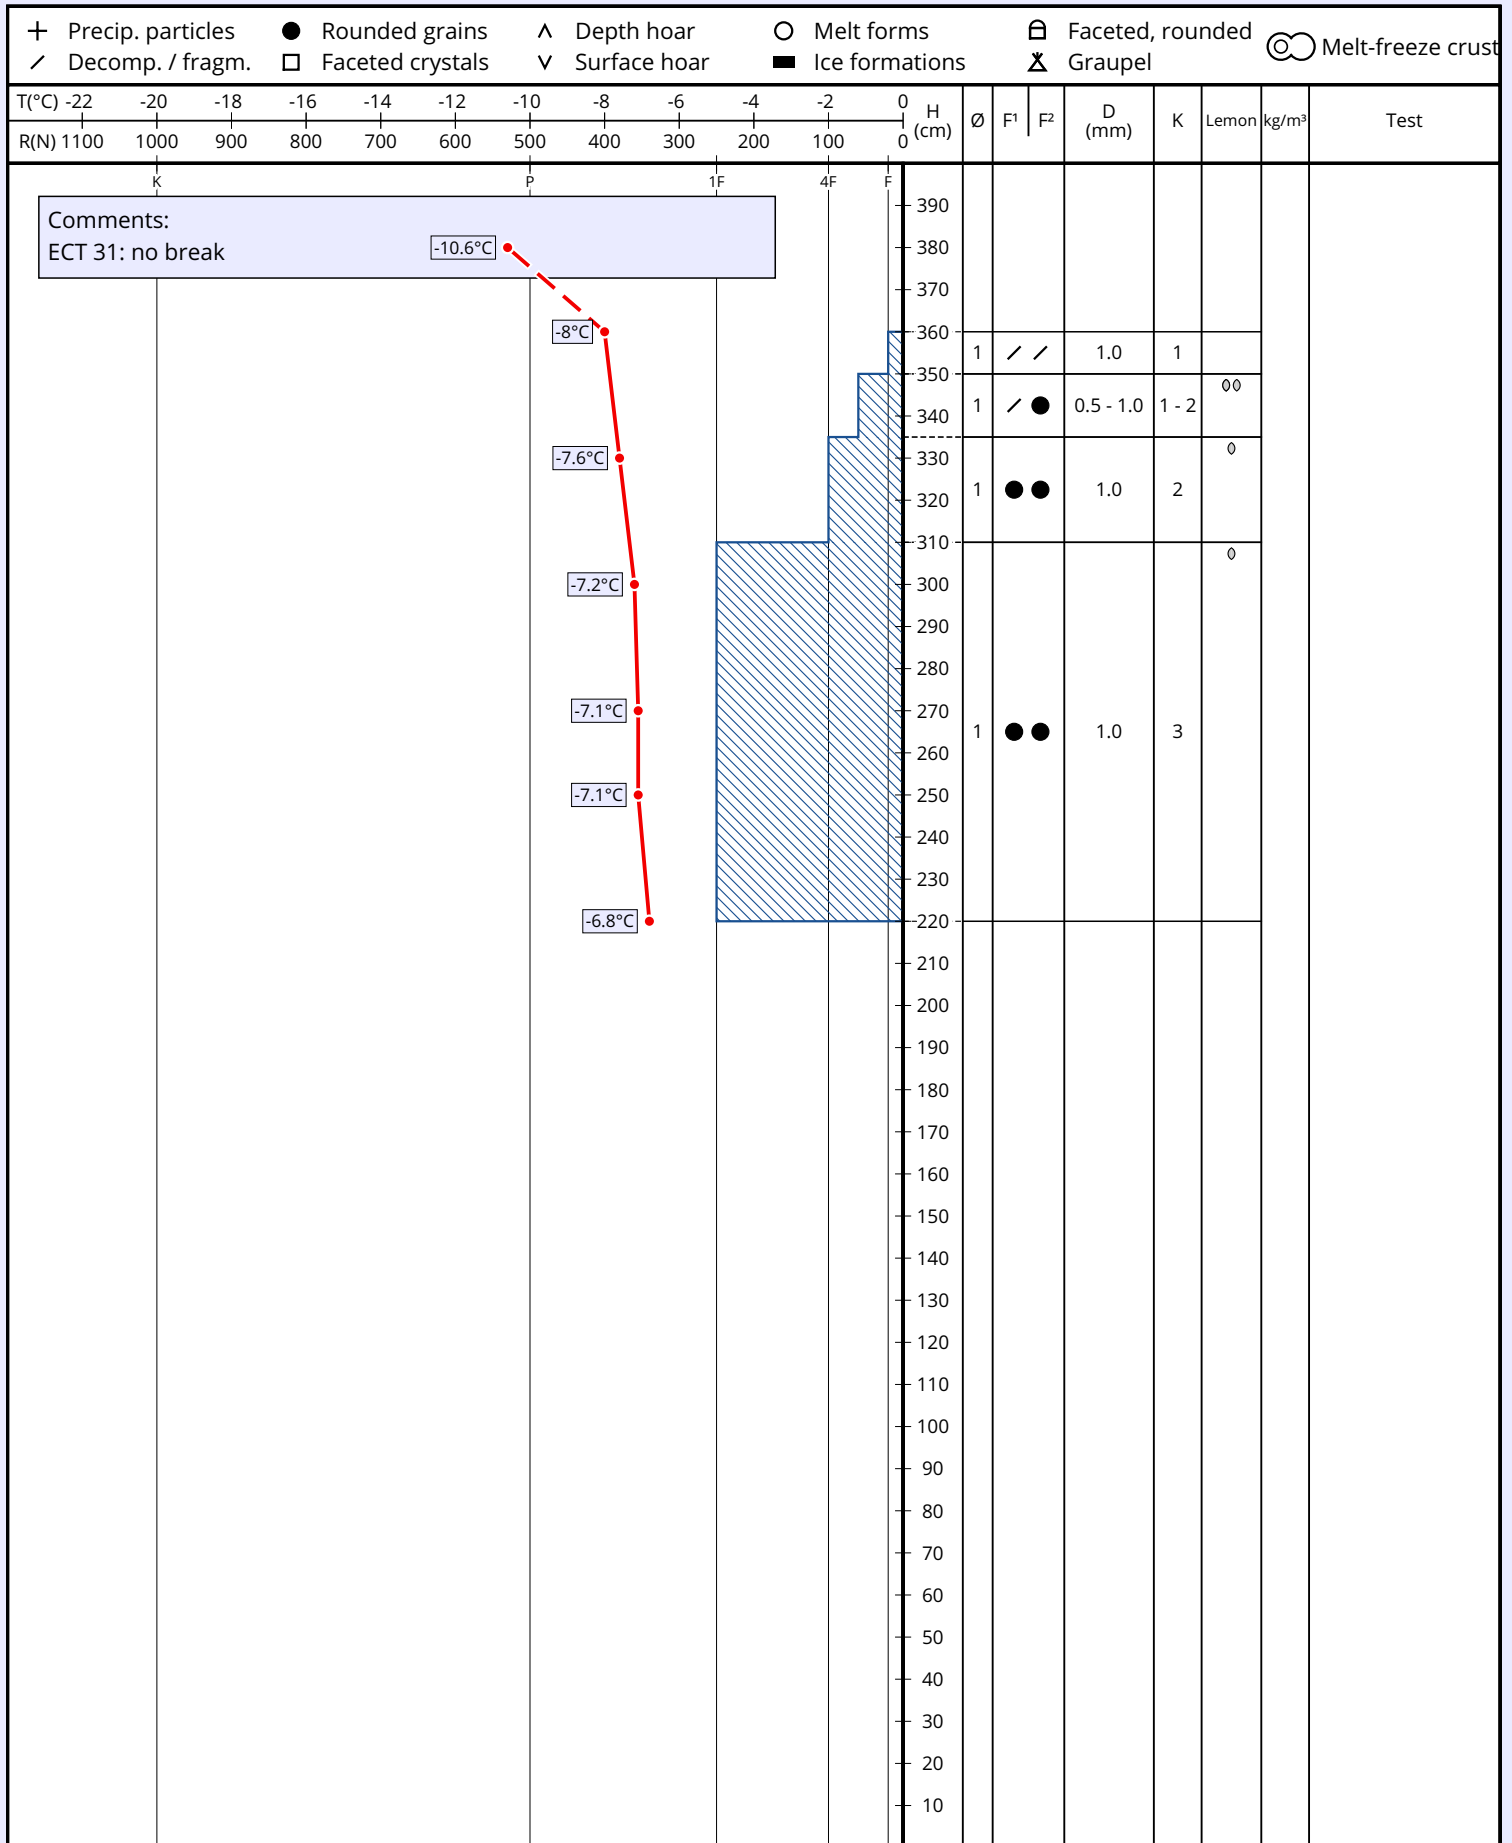 Precip. particles Rounded grains Depth hoar Melt forms Faceted, rounded Melt-freeze crust
Decomp. / fragm. Faceted crystals Surface hoar Ice formations Graupel
T(°C) -22 -20 -18 -16 -14 -12 -10 -8 -6 -4 -2 0
R(N) 1100 1000 900 800 700 600 500 400 300 200 100 0
H (cm) Ø F¹ F² D (mm) K Lemon kg/m³ Test
K P 1F 4F F
Comments:
ECT 31: no break
390
-10.6°C 380
370
-8°C 360
1 1.0 1
350
1 0.5 - 1.0 1 - 2
340
-7.6°C 330
1 1.0 2
320
310
-7.2°C 300
290
280
-7.1°C 270
1 1.0 3
260
-7.1°C 250
240
230
-6.8°C 220
210
200
190
180
170
160
150
140
130
120
110
100
90
80
70
60
50
40
30
20
10